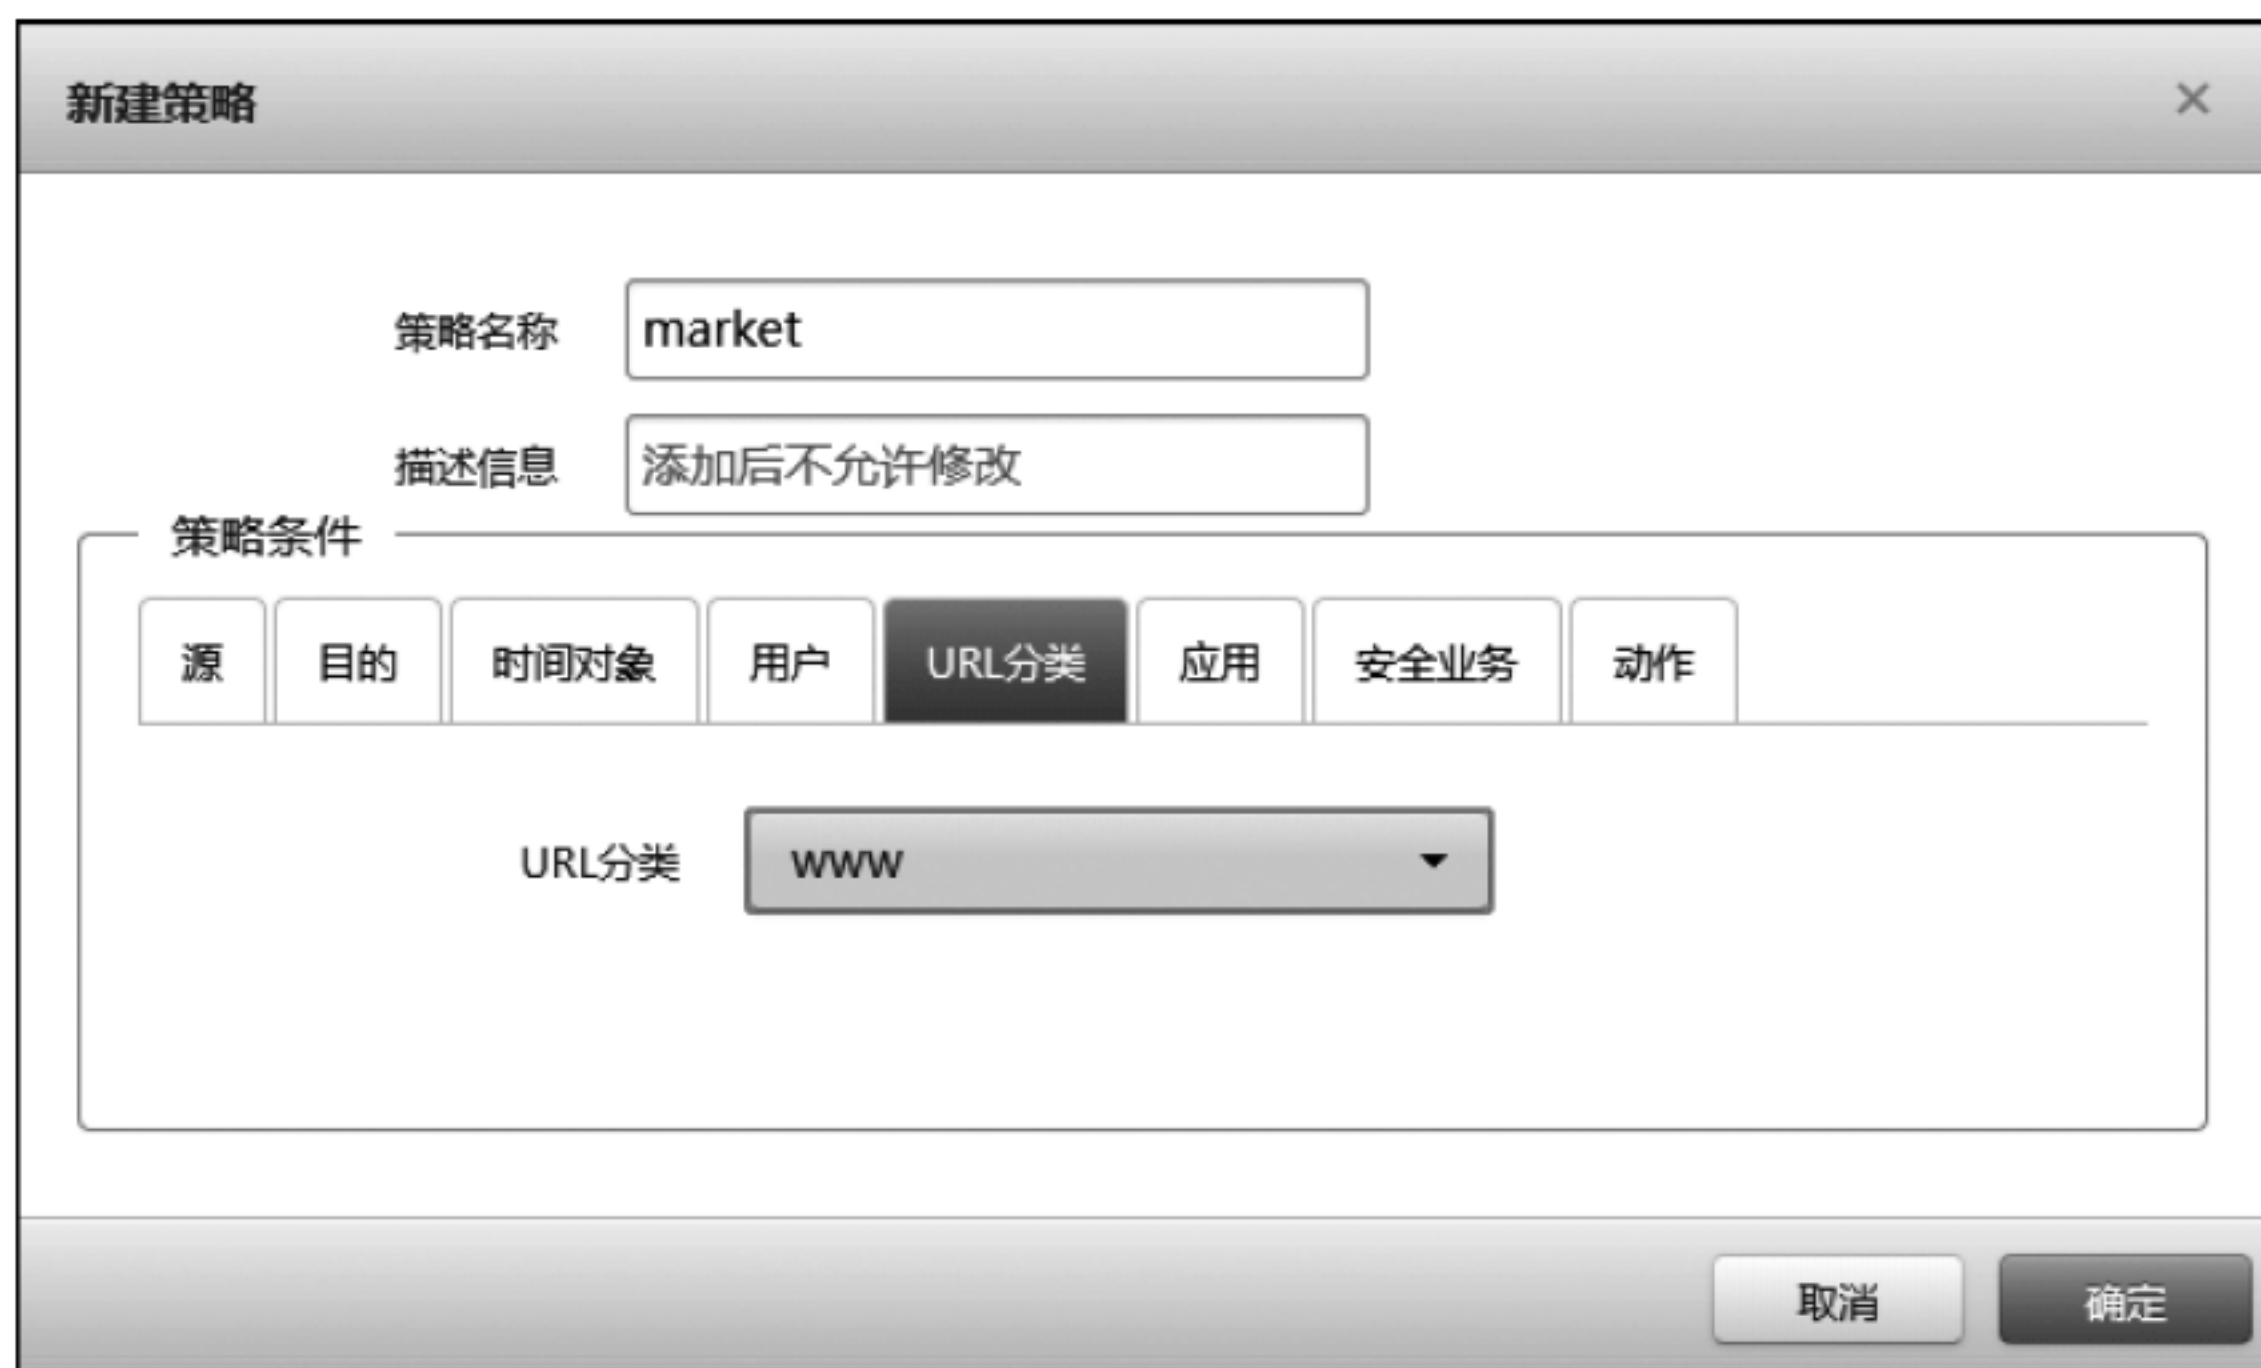 新建策略 ×
策略名称 market
描述信息 添加后不允许修改
策略条件
源 目的 时间对象 用户 URL分类 应用 安全业务 动作
URL分类 www
取消 确定